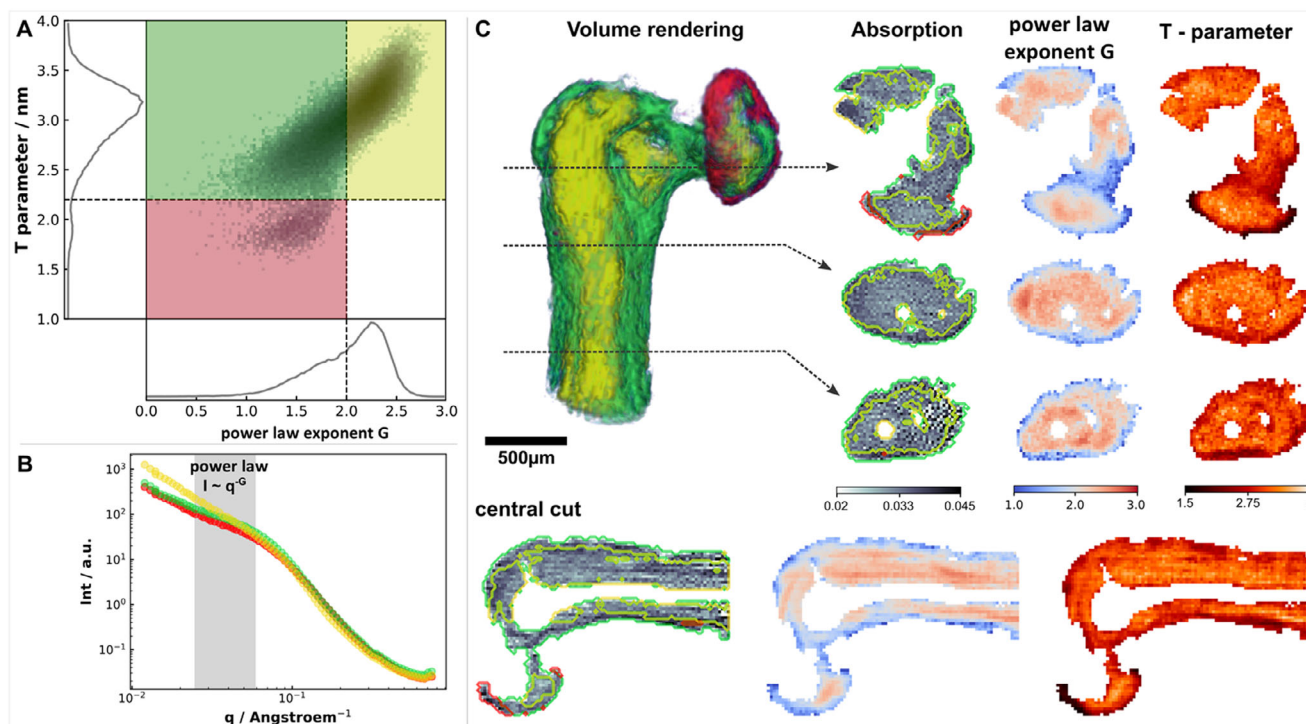 A
T parameter / nm
4.0
3.5
3.0
2.5
2.0
1.5
1.0
0.0 0.5 1.0 1.5 2.0 2.5 3.0
power law exponent G
B
power law
I ~ q^-G
Int / a.u.
10³
10²
10¹
10⁰
10⁻¹
10⁻² 10⁻¹
q / Angstroem⁻¹
C
Volume rendering
Absorption
power law
exponent G
T - parameter
500µm
0.02 0.033 0.045
1.0 2.0 3.0
1.5 2.75
central cut